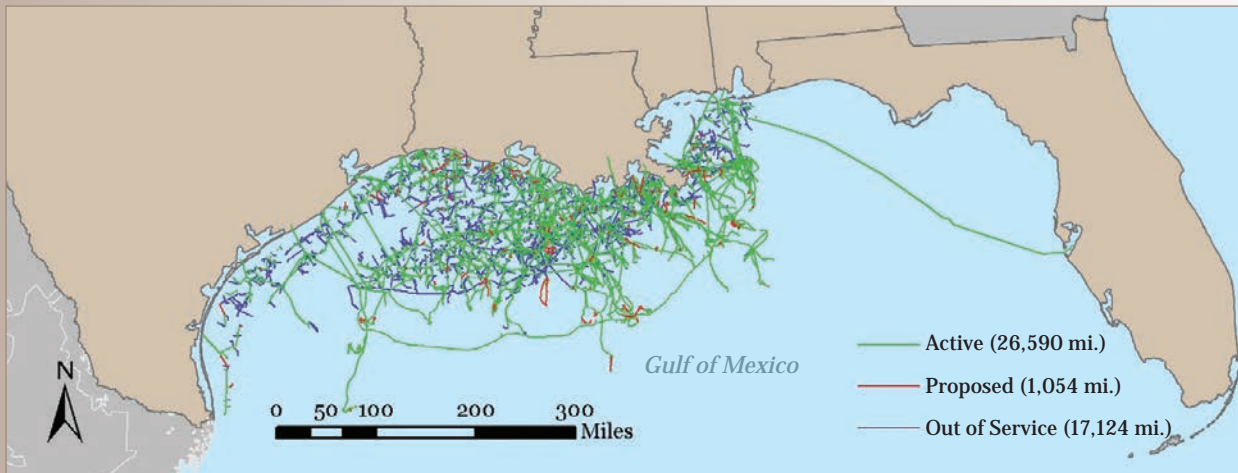 Gulf of Mexico
Active (26,590 mi.)
Proposed (1,054 mi.)
Out of Service (17,124 mi.)
N
0 50 100 200 300
Miles